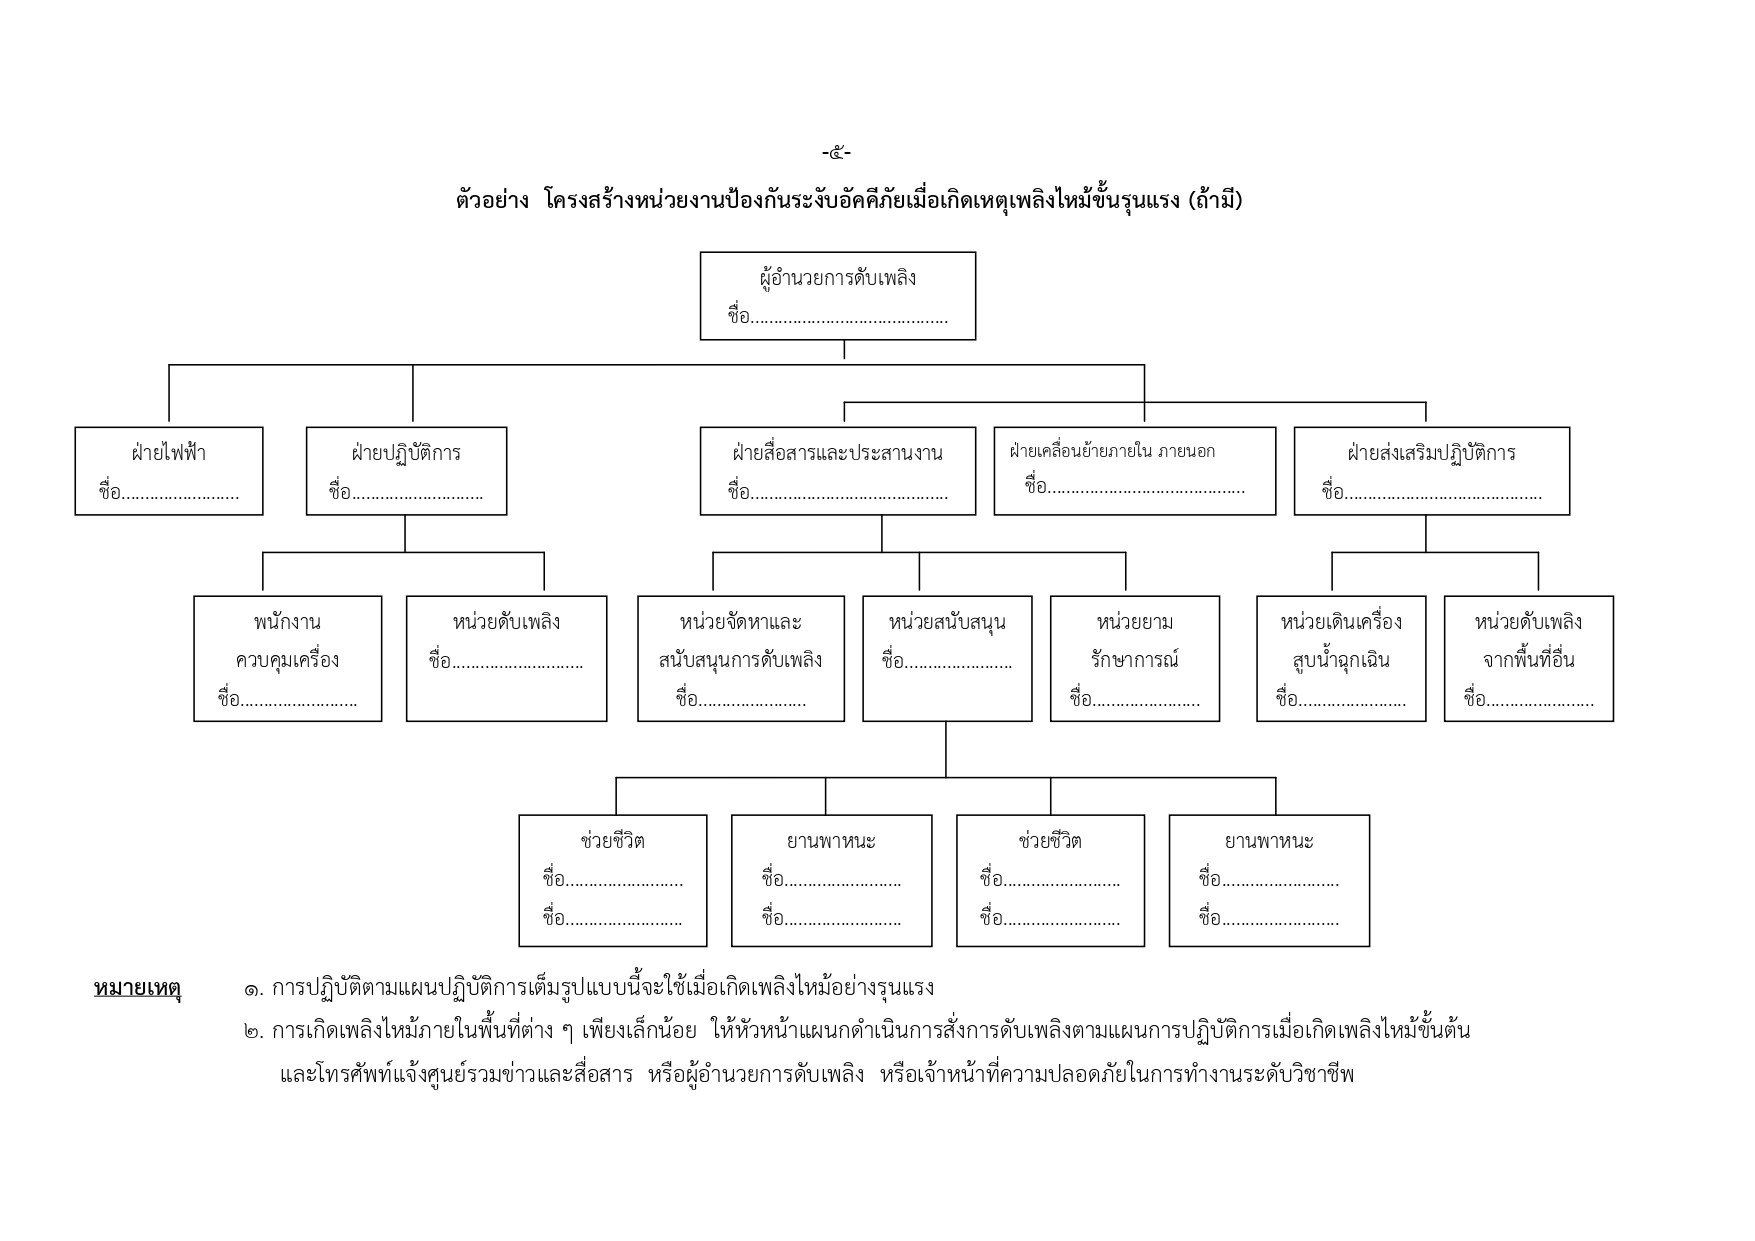 -๕-
ตัวอย่าง โครงสร้างหน่วยงานป้องกันระงับอัคคีภัยเมื่อเกิดเหตุเพลิงไหม้ขั้นรุนแรง (ถ้ามี)
ผู้อำนวยการดับเพลิง
ชื่อ..........................................
ฝ่ายไฟฟ้า
ชื่อ.........................
ฝ่ายปฏิบัติการ
ชื่อ............................
ฝ่ายสื่อสารและประสานงาน
ชื่อ..........................................
ฝ่ายเคลื่อนย้ายภายใน ภายนอก
ชื่อ..........................................
ฝ่ายส่งเสริมปฏิบัติการ
ชื่อ..........................................
พนักงาน
ควบคุมเครื่อง
ชื่อ.........................
หน่วยดับเพลิง
ชื่อ............................
หน่วยจัดหาและ
สนับสนุนการดับเพลิง
ชื่อ.......................
หน่วยสนับสนุน
ชื่อ.......................
หน่วยยาม
รักษาการณ์
ชื่อ.......................
หน่วยเดินเครื่อง
สูบน้ำฉุกเฉิน
ชื่อ.......................
หน่วยดับเพลิง
จากพื้นที่อื่น
ชื่อ.......................
ช่วยชีวิต
ชื่อ.........................
ชื่อ.........................
ยานพาหนะ
ชื่อ.........................
ชื่อ.........................
ช่วยชีวิต
ชื่อ.........................
ชื่อ.........................
ยานพาหนะ
ชื่อ.........................
ชื่อ.........................
หมายเหตุ ๑. การปฏิบัติตามแผนปฏิบัติการเต็มรูปแบบนี้จะใช้เมื่อเกิดเพลิงไหม้อย่างรุนแรง
๒. การเกิดเพลิงไหม้ภายในพื้นที่ต่าง ๆ เพียงเล็กน้อย ให้หัวหน้าแผนกดำเนินการสั่งการดับเพลิงตามแผนการปฏิบัติการเมื่อเกิดเพลิงไหม้ขั้นต้น
และโทรศัพท์แจ้งศูนย์รวมข่าวและสื่อสาร หรือผู้อำนวยการดับเพลิง หรือเจ้าหน้าที่ความปลอดภัยในการทำงานระดับวิชาชีพ